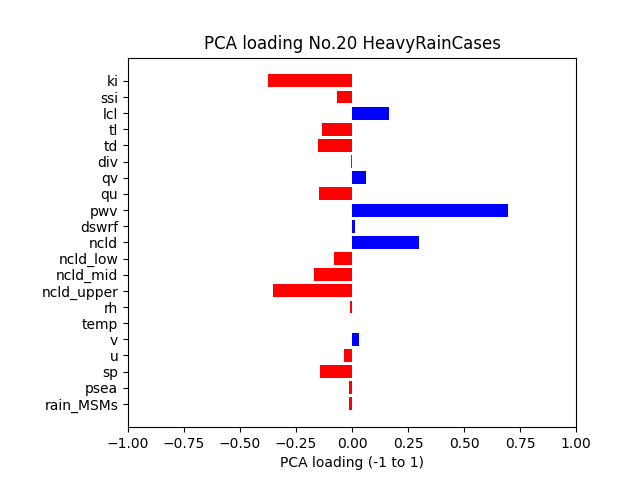 PCA loading No.20 HeavyRainCases
ki
ssi
lcl
tl
td
div
qv
qu
pwv
dswrf
ncld
ncld_low
ncld_mid
ncld_upper
rh
temp
v
u
sp
psea
rain_MSMs
−1.00 −0.75 −0.50 −0.25 0.00 0.25 0.50 0.75 1.00
PCA loading (-1 to 1)